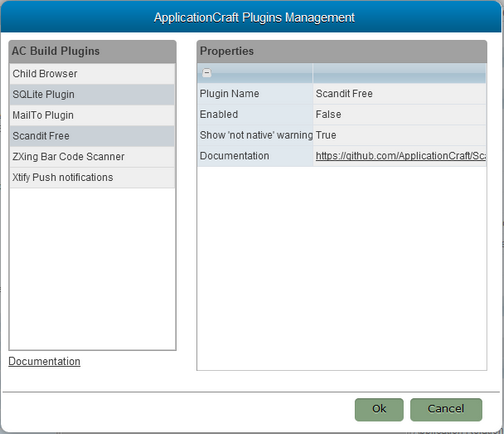 ApplicationCraft Plugins Management
AC Build Plugins
Child Browser
SQLite Plugin
MailTo Plugin
Scandit Free
ZXing Bar Code Scanner
Xtify Push notifications
Documentation
Properties
Plugin Name Scandit Free
Enabled False
Show 'not native' warning True
Documentation https://github.com/ApplicationCraft/Sca
Ok Cancel